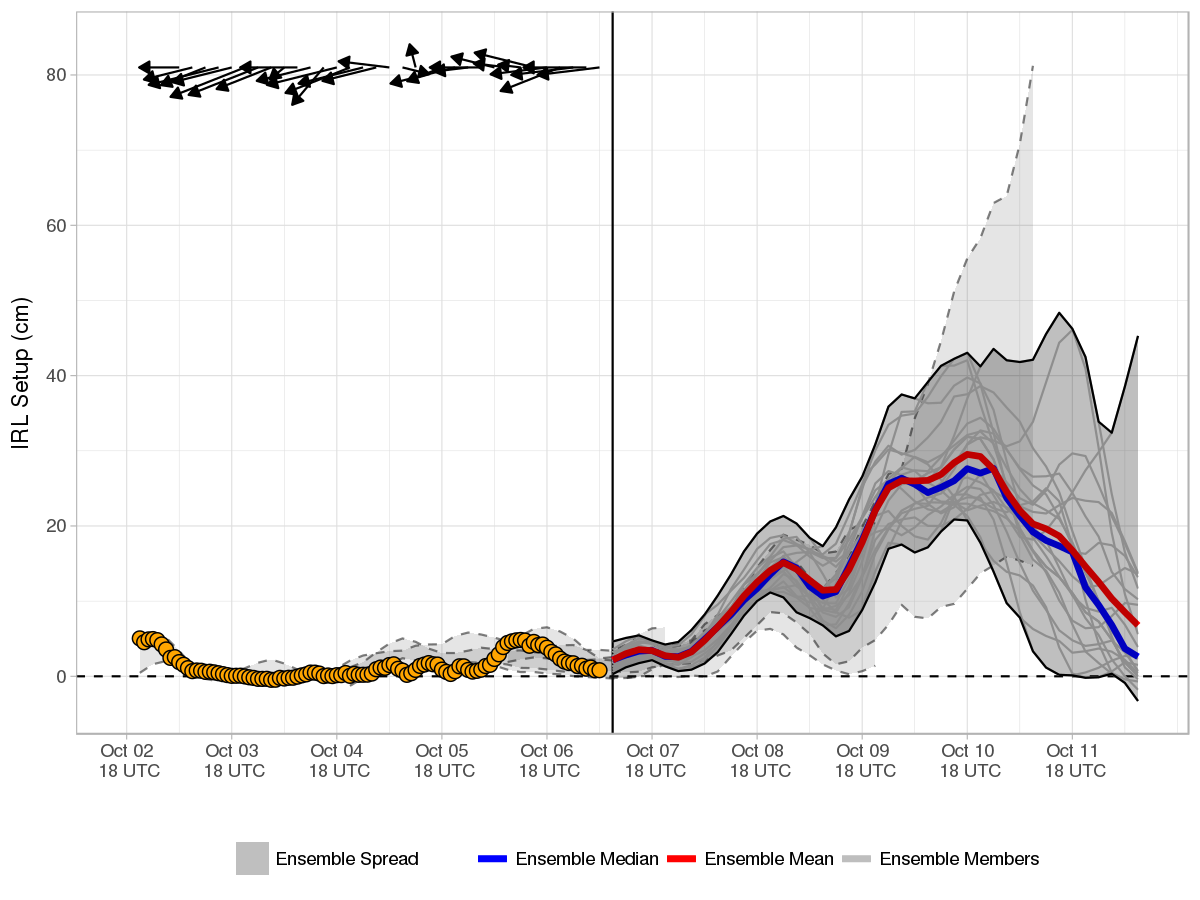 IRL Setup (cm)
80
60
40
20
0
Oct 02 Oct 03 Oct 04 Oct 05 Oct 06 Oct 07 Oct 08 Oct 09 Oct 10 Oct 11
18 UTC 18 UTC 18 UTC 18 UTC 18 UTC 18 UTC 18 UTC 18 UTC 18 UTC 18 UTC
Ensemble Spread Ensemble Median Ensemble Mean Ensemble Members